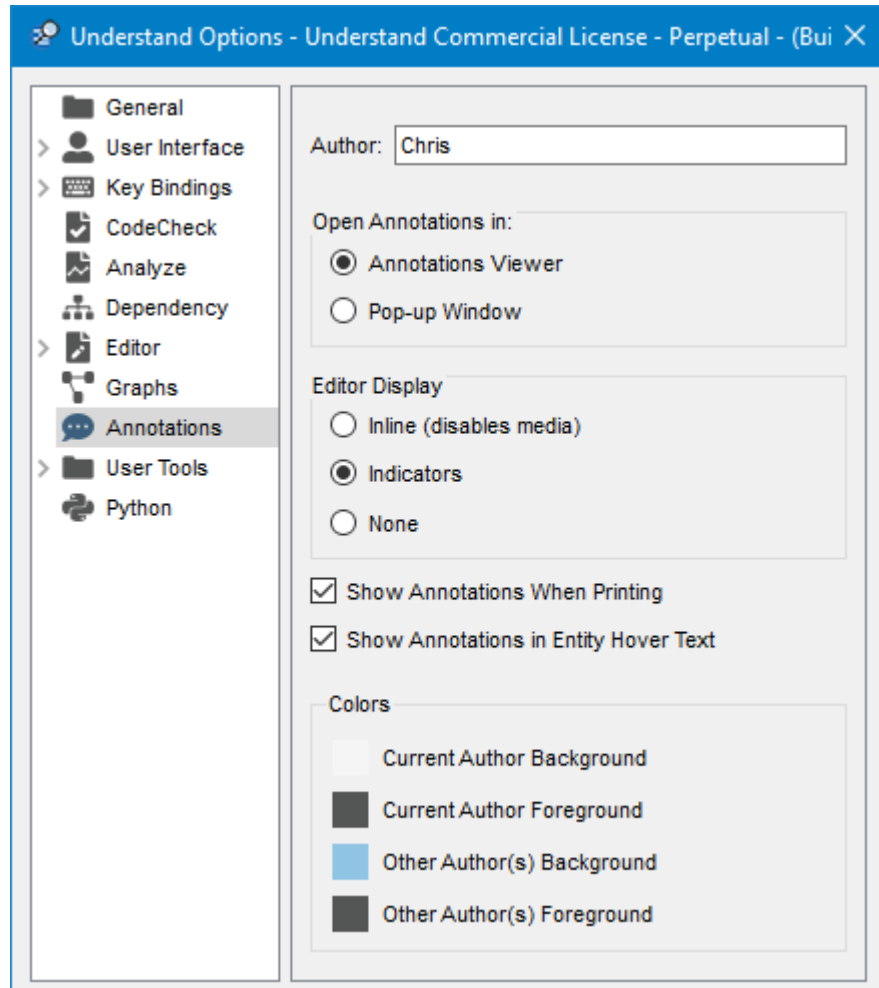 Understand Options - Understand Commercial License - Perpetual - (Bui
General
User Interface
Key Bindings
CodeCheck
Analyze
Dependency
Editor
Graphs
Annotations
User Tools
Python
Author: Chris
Open Annotations in:
Annotations Viewer
Pop-up Window
Editor Display
Inline (disables media)
Indicators
None
Show Annotations When Printing
Show Annotations in Entity Hover Text
Colors
Current Author Background
Current Author Foreground
Other Author(s) Background
Other Author(s) Foreground